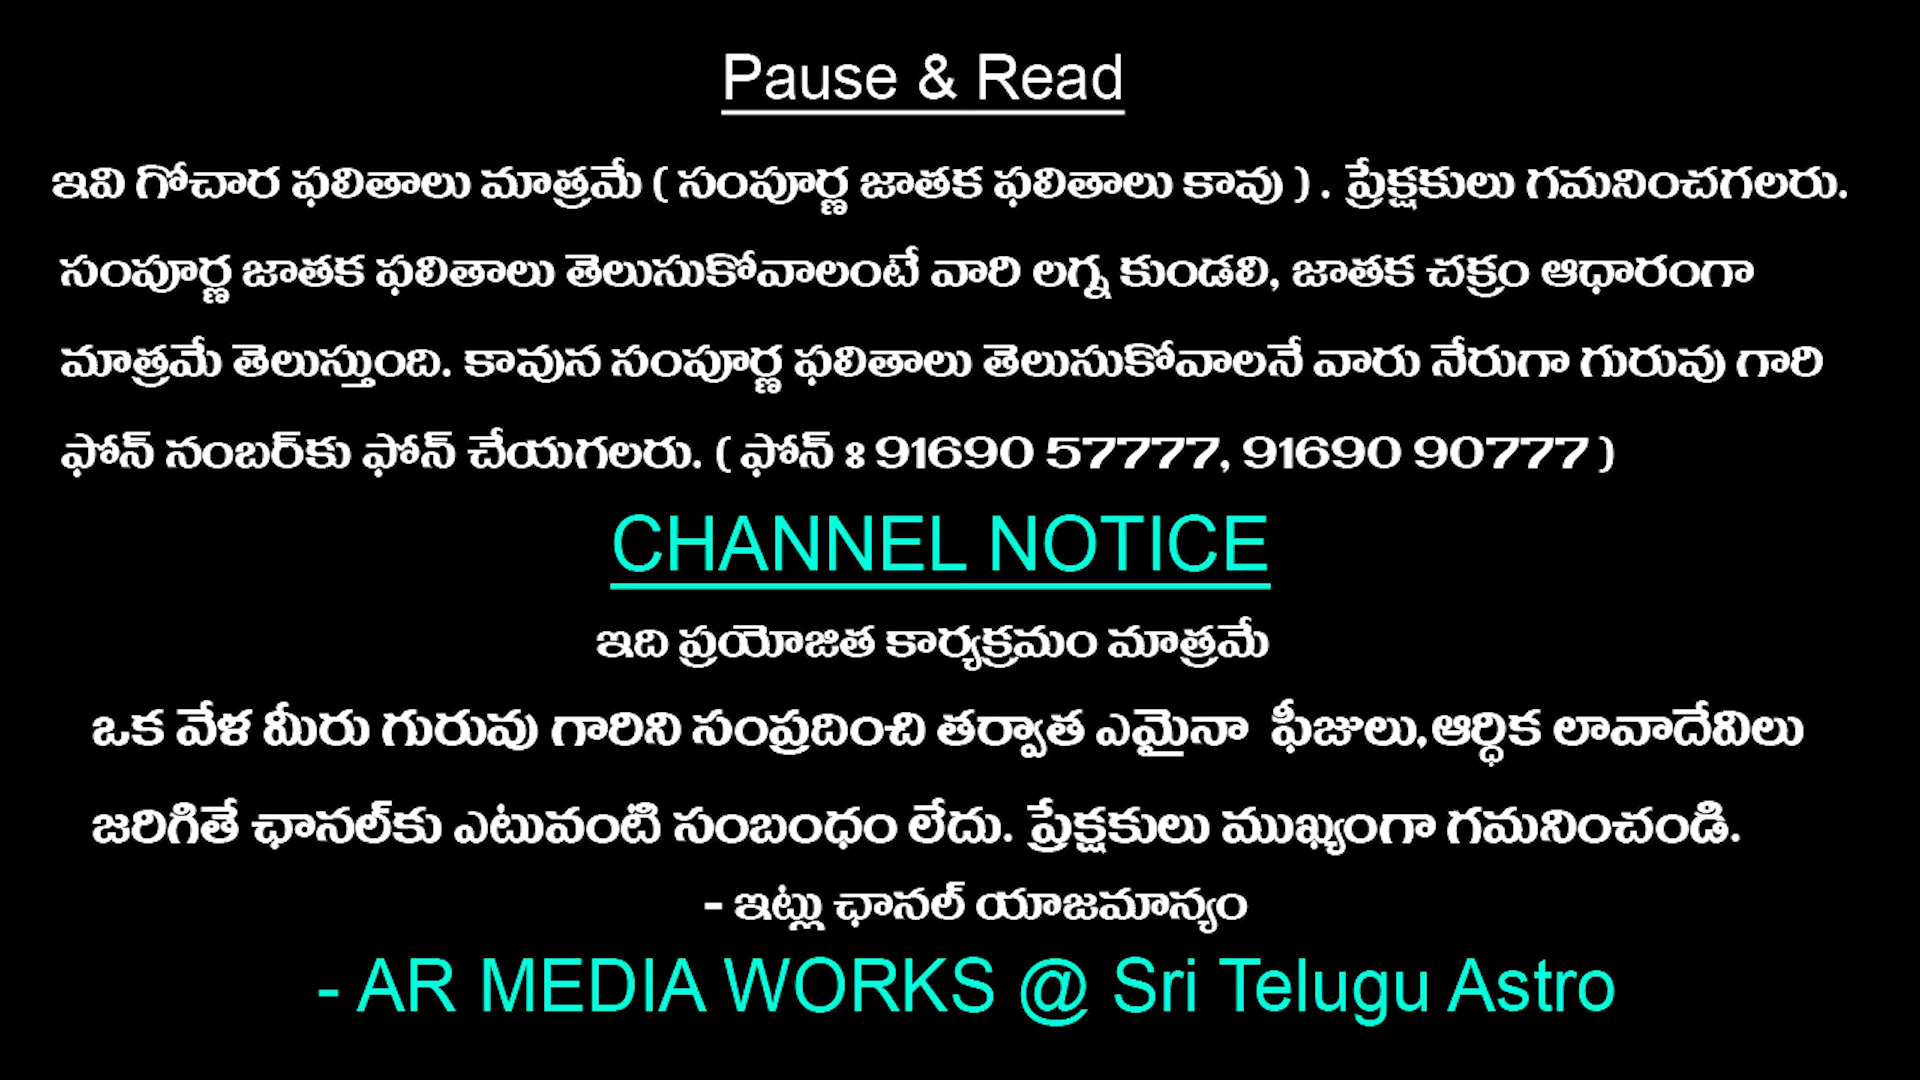 Pause & Read
ఇవి గోచార ఫలితాలు మాత్రమే ( సంపూర్ణ జాతక ఫలితాలు కావు ) . ప్రేక్షకులు గమనించగలరు.
సంపూర్ణ జాతక ఫలితాలు తెలుసుకోవాలంటే వారి లగ్న కుండలి, జాతక చక్రం ఆధారంగా
మాత్రమే తెలుస్తుంది. కావున సంపూర్ణ ఫలితాలు తెలుసుకోవాలనే వారు నేరుగా గురువు గారి
ఫోన్ నంబర్‌కు ఫోన్ చేయగలరు. ( ఫోన్ ః 91690 57777, 91690 90777 )
CHANNEL NOTICE
ఇది ప్రయోజిత కార్యక్రమం మాత్రమే
ఒక వేళ మీరు గురువు గారిని సంప్రదించి తర్వాత ఎమైనా ఫీజులు,ఆర్ధిక లావాదేవిలు
జరిగితే ఛానల్‌కు ఎటువంటి సంబంధం లేదు. ప్రేక్షకులు ముఖ్యంగా గమనించండి.
- ఇట్లు ఛానల్ యాజమాన్యం
- AR MEDIA WORKS @ Sri Telugu Astro